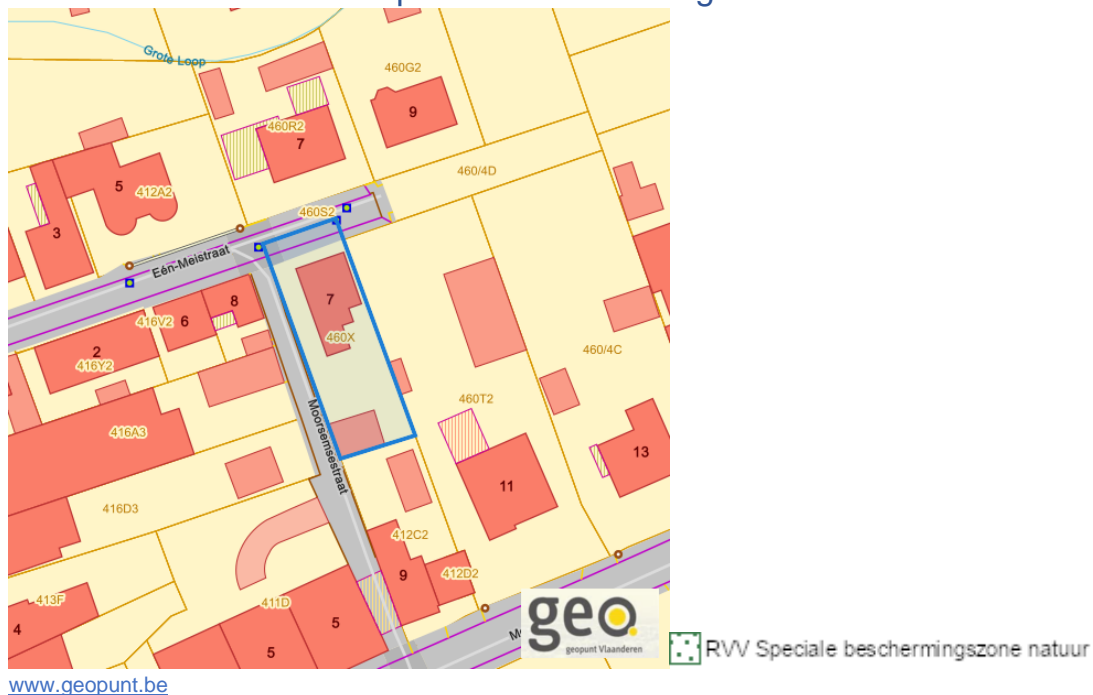 Grote Loop
460G2
9
460R2
7
5
412A2
460/4D
460S2
3
Eén-Meistraat
8
7
416V2
6
460X
2
416Y2
460/4C
460T2
Moorsemsestraat
416A3
13
11
416D3
412C2
412D2
9
413F
411D
4
5
5
geo.
geopunt Vlaanderen
RVV Speciale beschermingszone natuur
www.geopunt.be